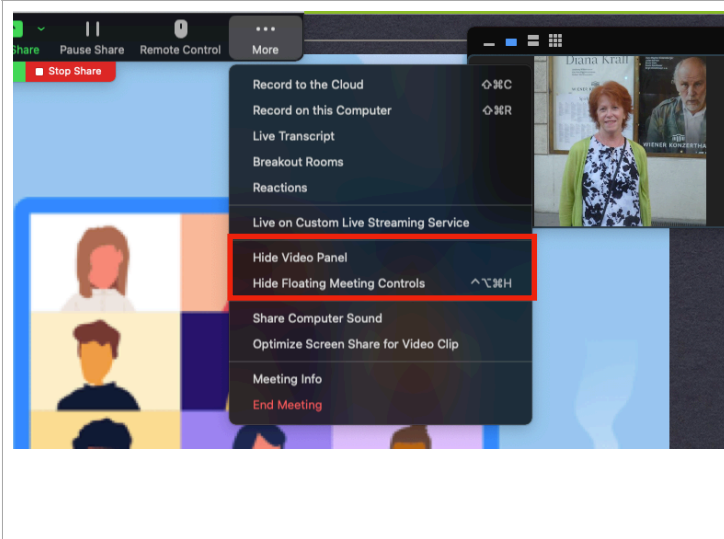 Share
Pause Share
Remote Control
More
Stop Share
Diana Krall
WIENER KONZERTHA
Record to the Cloud ⇧⌘C
Record on this Computer ⇧⌘R
Live Transcript
Breakout Rooms
Reactions
Live on Custom Live Streaming Service
Hide Video Panel
Hide Floating Meeting Controls ^⌥⌘H
Share Computer Sound
Optimize Screen Share for Video Clip
Meeting Info
End Meeting